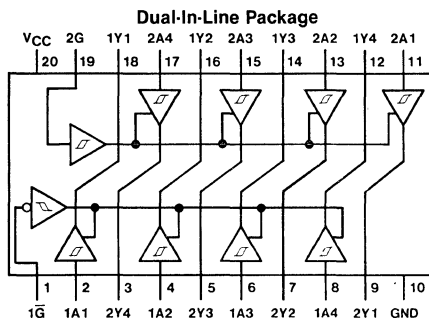 Dual-In-Line Package
VCC 2G 1Y1 2A4 1Y2 2A3 1Y3 2A2 1Y4 2A1
20 19 18 17 16 15 14 13 12 11
1 2 3 4 5 6 7 8 9 10
1G̅ 1A1 2Y4 1A2 2Y3 1A3 2Y2 1A4 2Y1 GND